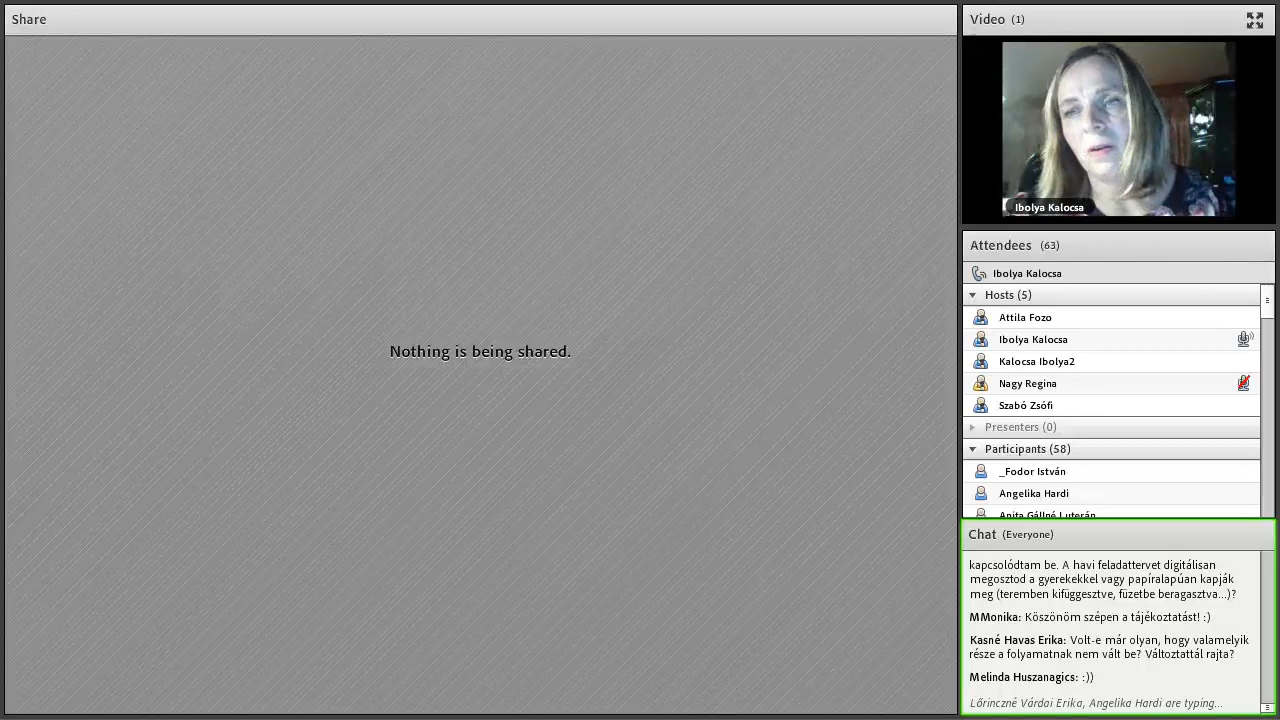 Share
Nothing is being shared.
Video (1)
Ibolya Kalocsa
Attendees (63)
Ibolya Kalocsa
Hosts (5)
Attila Fozo
Ibolya Kalocsa
Kalocsa Ibolya2
Nagy Regina
Szabó Zsófi
Presenters (0)
Participants (58)
_Fodor István
Angelika Hardi
Anita Gállné Luterán
Chat (Everyone)
kapcsolódtam be. A havi feladattervet digitálisan
megosztod a gyerekekkel vagy papíralapúan kapják
meg (teremben kifüggesztve, füzetbe beragasztva...)?
MMonika: Köszönöm szépen a tájékoztatást! :)
Kasné Havas Erika: Volt-e már olyan, hogy valamelyik
része a folyamatnak nem vált be? Változtattál rajta?
Melinda Huszanagics: :))
Lőrinczné Várdai Erika, Angelika Hardi are typing...